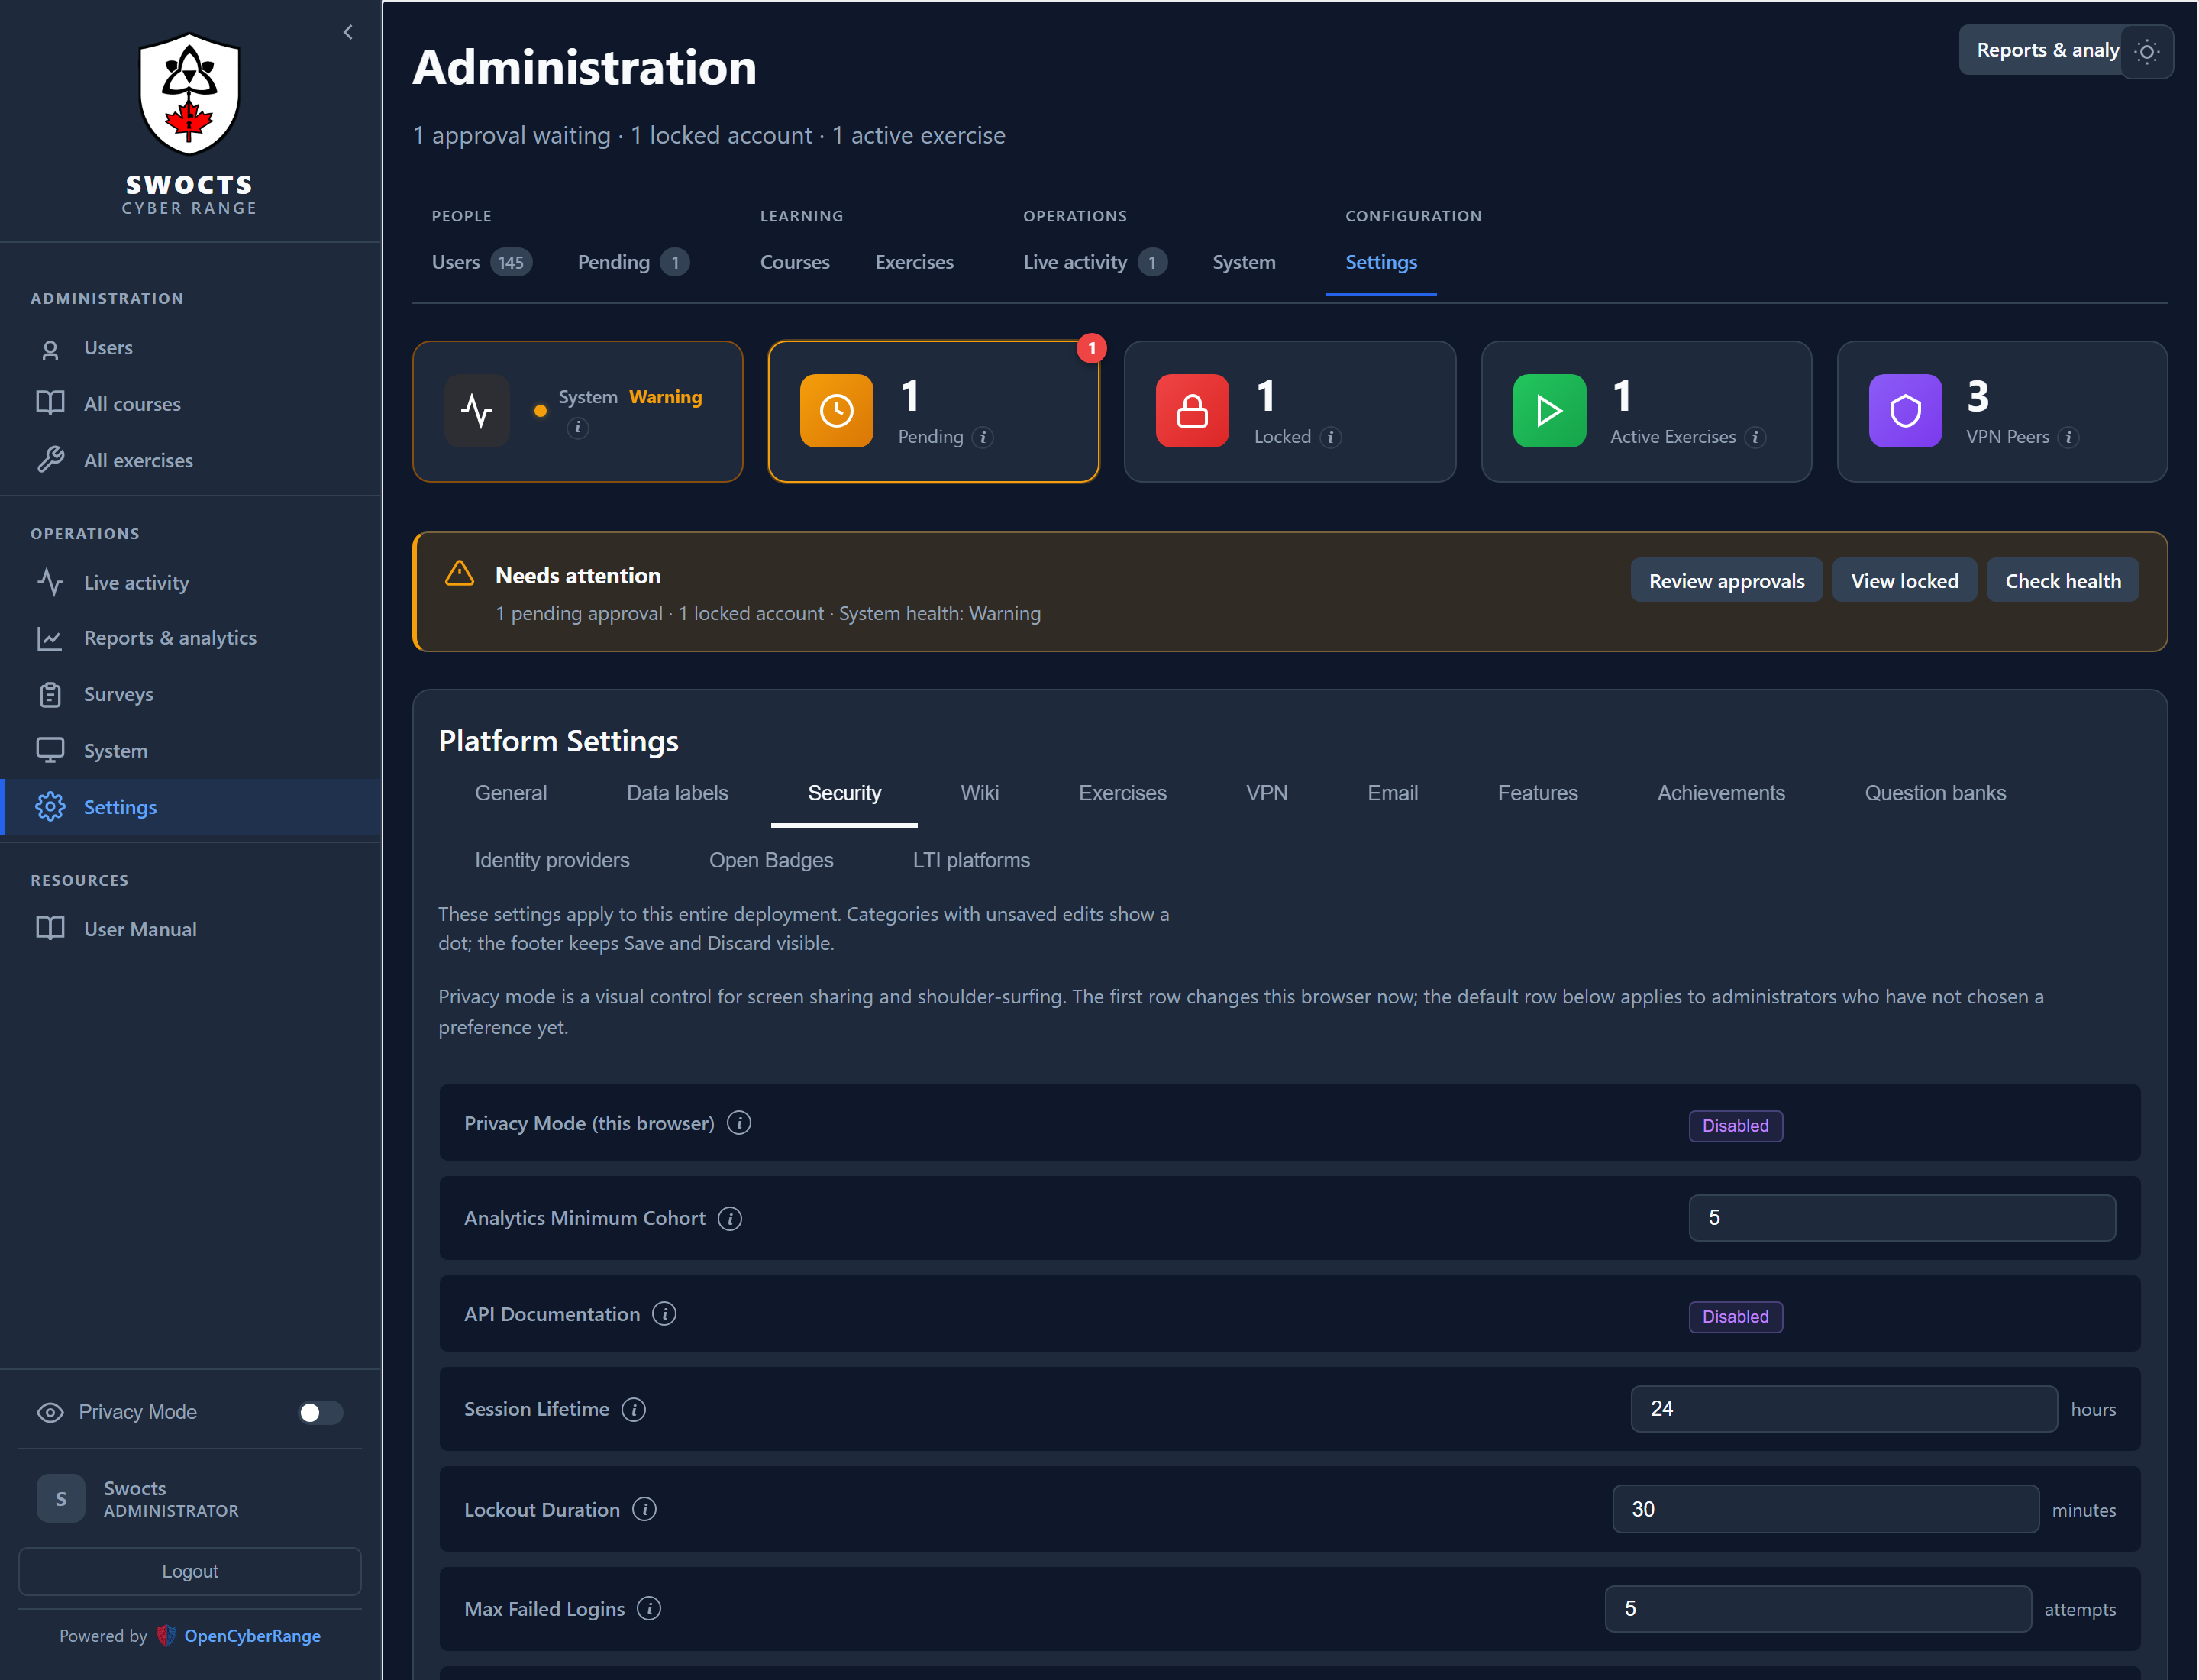 SWOCTS
CYBER RANGE
ADMINISTRATION
Users
All courses
All exercises
OPERATIONS
Live activity
Reports & analytics
Surveys
System
Settings
RESOURCES
User Manual
Privacy Mode
S
Swocts
ADMINISTRATOR
Logout
Powered by OpenCyberRange
Administration
Reports & analy
1 approval waiting · 1 locked account · 1 active exercise
PEOPLE LEARNING OPERATIONS CONFIGURATION
Users 145 Pending 1 Courses Exercises Live activity 1 System Settings
System Warning
i
1
1
Pending i
1
Locked i
1
Active Exercises i
3
VPN Peers i
Needs attention
1 pending approval · 1 locked account · System health: Warning
Review approvals View locked Check health
Platform Settings
General Data labels Security Wiki Exercises VPN Email Features Achievements Question banks
Identity providers Open Badges LTI platforms
These settings apply to this entire deployment. Categories with unsaved edits show a
dot; the footer keeps Save and Discard visible.
Privacy mode is a visual control for screen sharing and shoulder-surfing. The first row changes this browser now; the default row below applies to administrators who have not chosen a
preference yet.
Privacy Mode (this browser) i Disabled
Analytics Minimum Cohort i 5
API Documentation i Disabled
Session Lifetime i 24 hours
Lockout Duration i 30 minutes
Max Failed Logins i 5 attempts